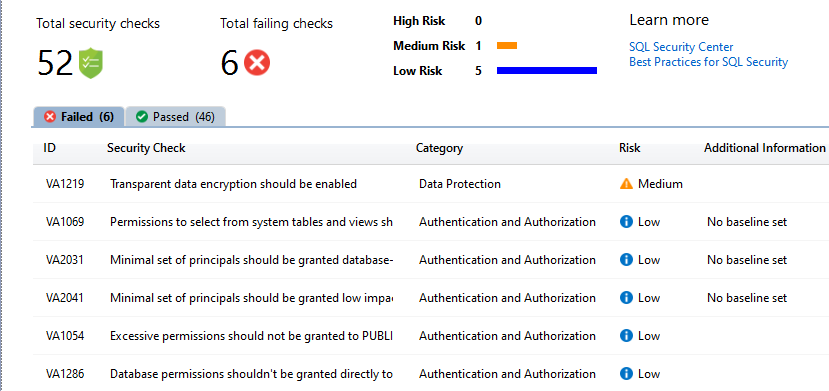 Total security checks
52
Total failing checks
6
High Risk 0
Medium Risk 1
Low Risk 5
Learn more
SQL Security Center
Best Practices for SQL Security
Failed (6) Passed (46)
ID Security Check Category Risk Additional Information
VA1219 Transparent data encryption should be enabled Data Protection Medium
VA1069 Permissions to select from system tables and views sh Authentication and Authorization Low No baseline set
VA2031 Minimal set of principals should be granted database- Authentication and Authorization Low No baseline set
VA2041 Minimal set of principals should be granted low impa Authentication and Authorization Low No baseline set
VA1054 Excessive permissions should not be granted to PUBLI Authentication and Authorization Low
VA1286 Database permissions shouldn't be granted directly to Authentication and Authorization Low